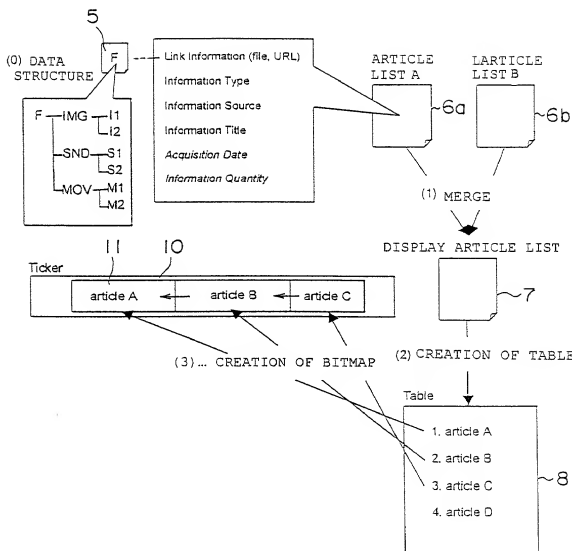 5
(0) DATA
STRUCTURE
F
Link Information (file, URL)
Information Type
Information Source
Information Title
Acquisition Date
Information Quantity
F IMG I1
I2
SND S1
S2
MOV M1
M2
ARTICLE
LIST A
LARTICLE
LIST B
6a
6b
(1) MERGE
DISPLAY ARTICLE LIST
7
11
10
Ticker
article A
article B
article C
(3)... CREATION OF BITMAP
(2) CREATION OF TABLE
Table
1. article A
2. article B
3. article C
4. article D
8